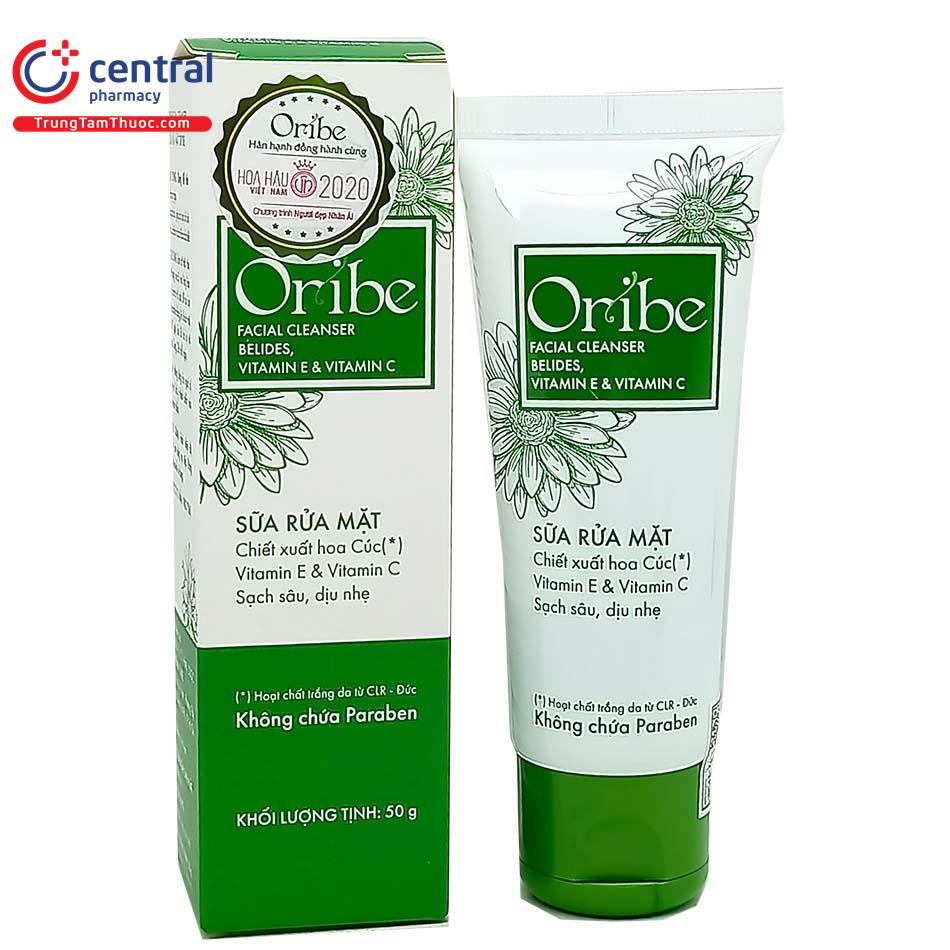 central
pharmacy
TrungTamThuoc.com
Oribe
Hân hạnh đồng hành cùng
HOA HẬU
VIỆT NAM
2020
Chương trình Người đẹp Nhân Ái
Oribe
FACIAL CLEANSER
BELIDES,
VITAMIN E & VITAMIN C
SỮA RỬA MẶT
Chiết xuất hoa Cúc(*)
Vitamin E & Vitamin C
Sạch sâu, dịu nhẹ
(*) Hoạt chất trắng da từ CLR - Đức
Không chứa Paraben
KHỐI LƯỢNG TỊNH: 50 g
Oribe
FACIAL CLEANSER
BELIDES,
VITAMIN E & VITAMIN C
SỮA RỬA MẶT
Chiết xuất hoa Cúc(*)
Vitamin E & Vitamin C
Sạch sâu, dịu nhẹ
(*) Hoạt chất trắng da từ CLR - Đức
Không chứa Paraben